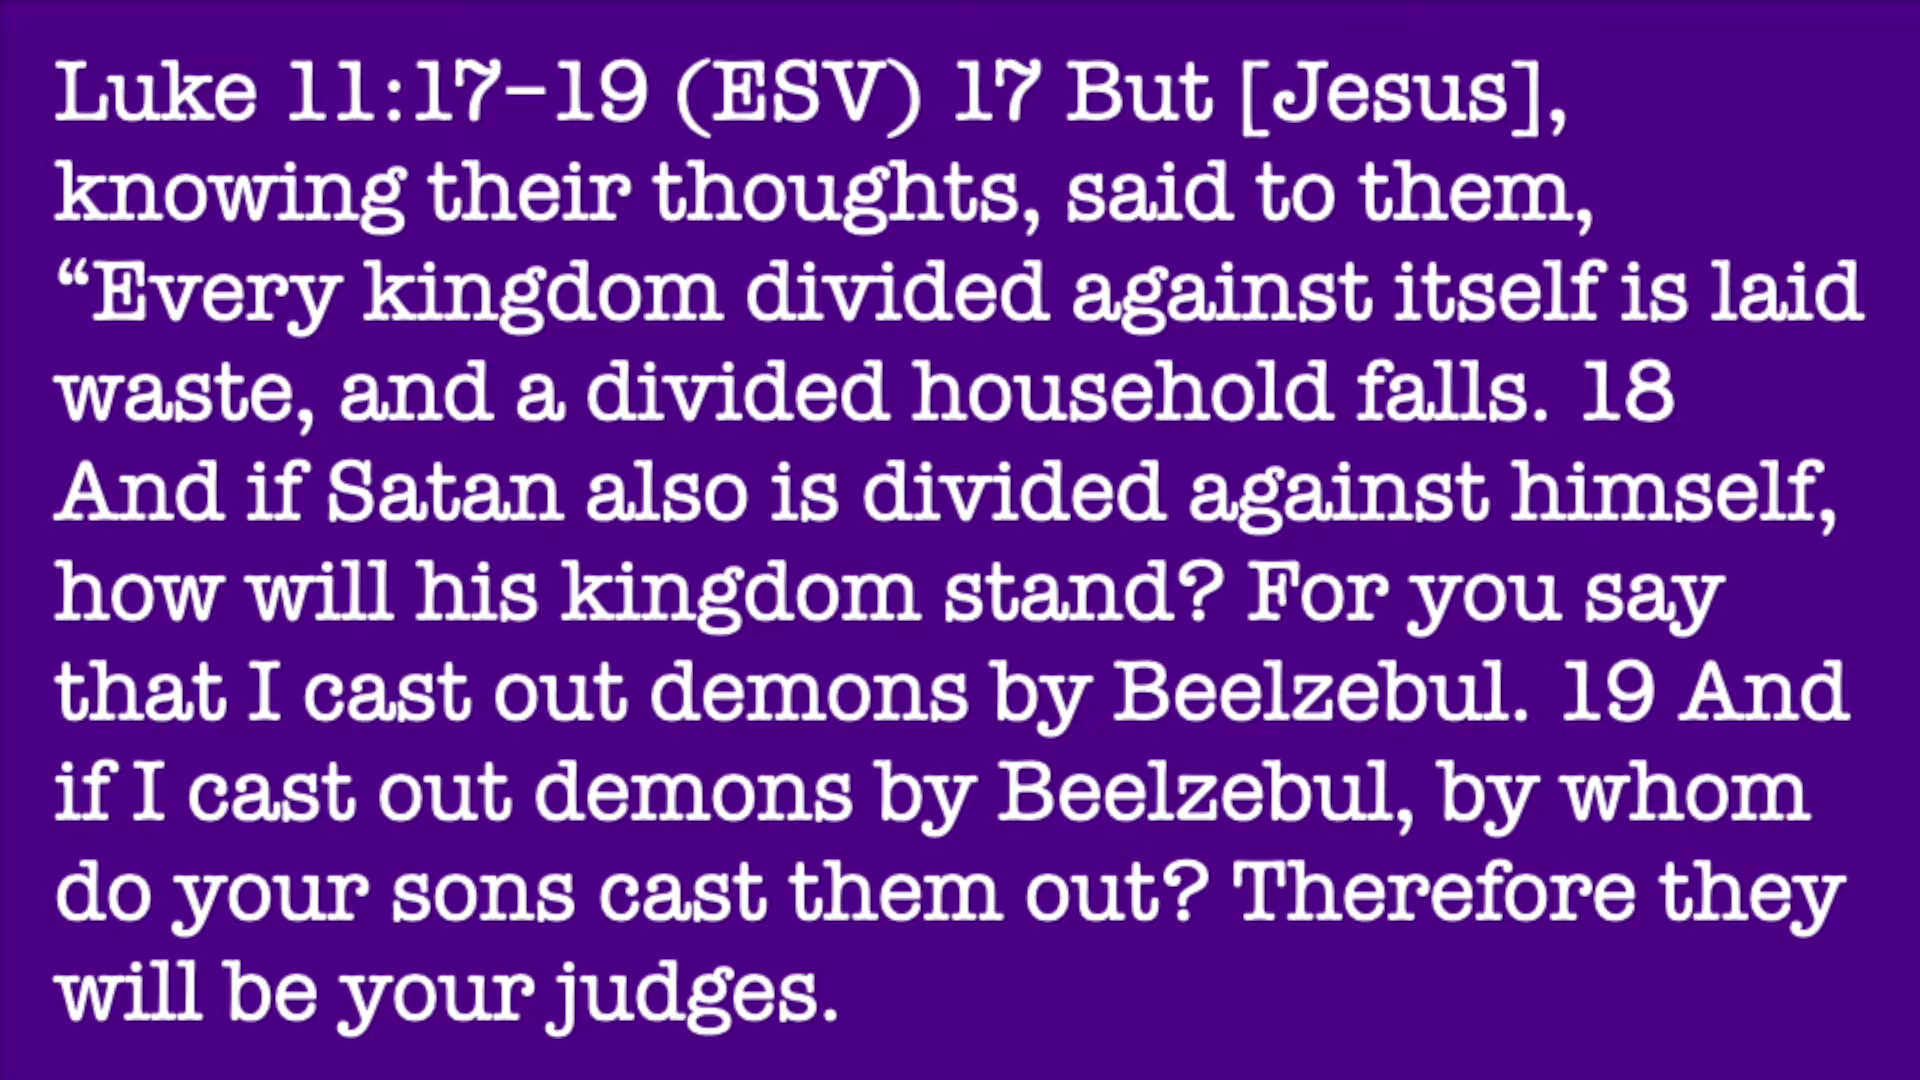 Luke 11:17-19 (ESV) 17 But [Jesus],
knowing their thoughts, said to them,
“Every kingdom divided against itself is laid
waste, and a divided household falls. 18
And if Satan also is divided against himself,
how will his kingdom stand? For you say
that I cast out demons by Beelzebul. 19 And
if I cast out demons by Beelzebul, by whom
do your sons cast them out? Therefore they
will be your judges.